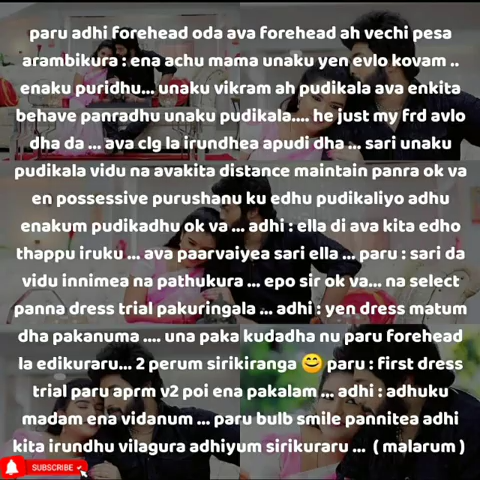 paru adhi forehead oda ava forehead ah vechi pesa
arambikura : ena achu mama unaku yen evlo kovam ..
enaku puridhu... unaku vikram ah pudikala ava enkita
behave panradhu unaku pudikala.... he just my frd avlo
dha da ... ava clg la irundhea apudi dha ... sari unaku
pudikala vidu na avakita distance maintain panra ok va
en possessive purushanu ku edhu pudikaliyo adhu
enakum pudikadhu ok va ... adhi : ella di ava kita edho
thappu iruku ... ava paarvaiyea sari ella ... paru : sari da
vidu innimea na pathukura ... epo sir ok va... na select
panna dress trial pakuringala ... adhi : yen dress matum
dha pakanuma .... una paka kudadha nu paru forehead
la edikuraru... 2 perum sirikiranga 😊 paru : first dress
trial paru aprm v2 poi ena pakalam ... adhi : adhuku
madam ena vidanum ... paru bulb smile pannitea adhi
kita irundhu vilagura adhiyum sirikuraru ... ( malarum )
SUBSCRIBE